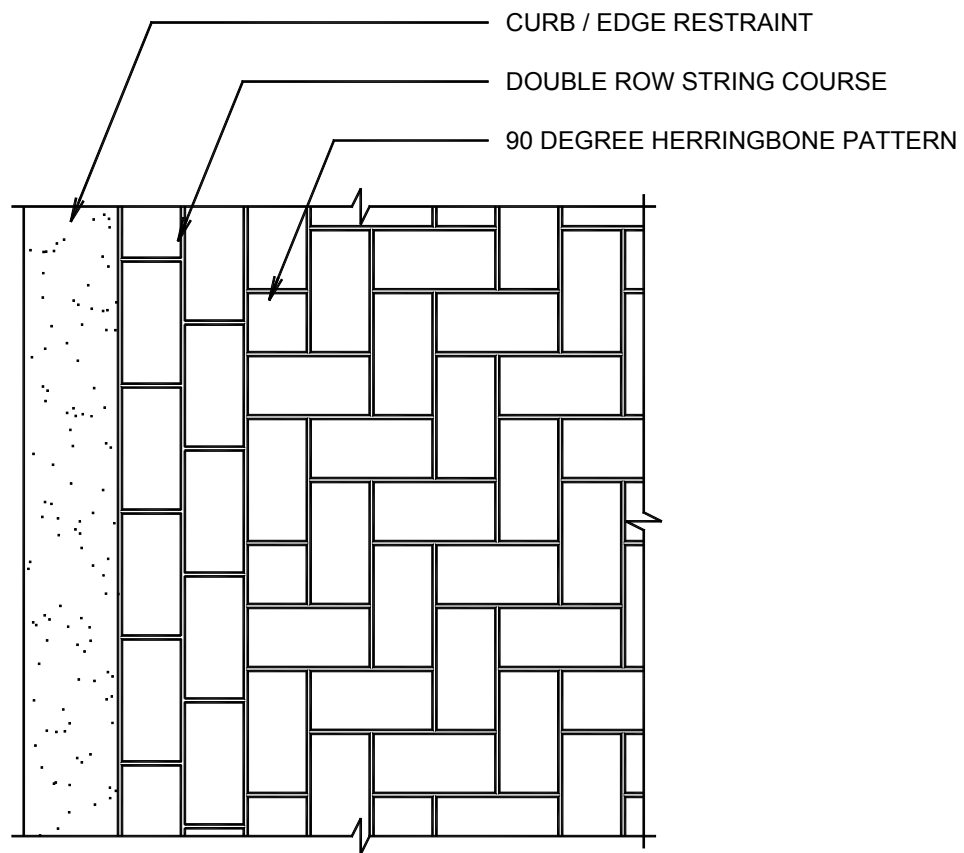 CURB / EDGE RESTRAINT
DOUBLE ROW STRING COURSE
90 DEGREE HERRINGBONE PATTERN